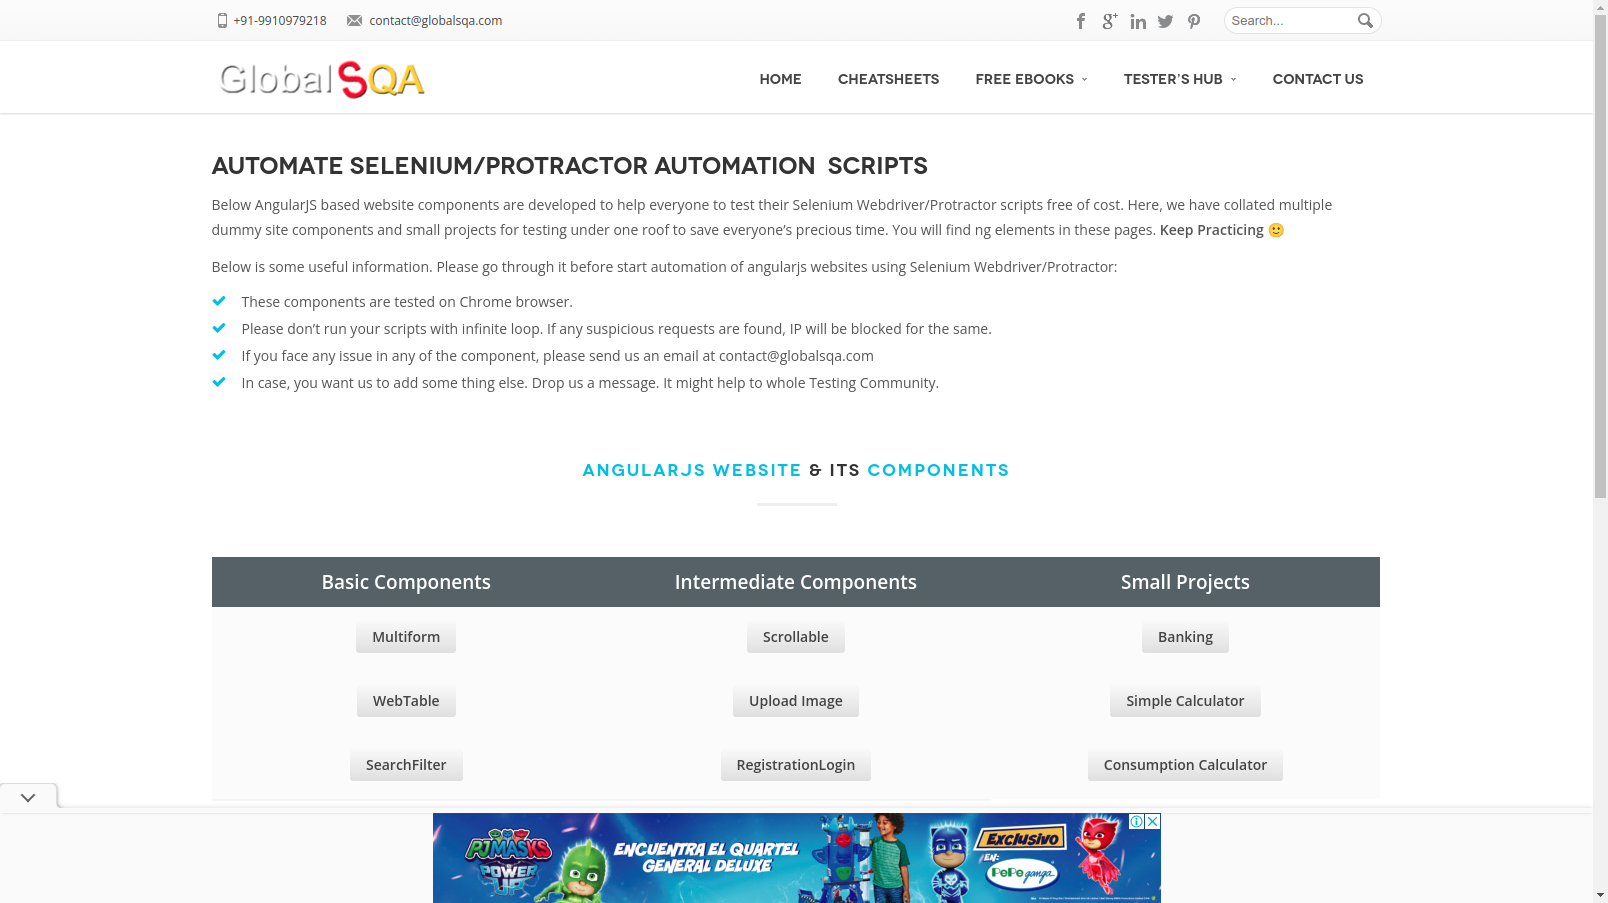 +91-9910979218 contact@globalsqa.com Search...
GlobalSQA HOME CHEATSHEETS FREE EBOOKS TESTER'S HUB CONTACT US
AUTOMATE SELENIUM/PROTRACTOR AUTOMATION SCRIPTS
Below AngularJS based website components are developed to help everyone to test their Selenium Webdriver/Protractor scripts free of cost. Here, we have collated multiple
dummy site components and small projects for testing under one roof to save everyone's precious time. You will find ng elements in these pages. Keep Practicing 🙂
Below is some useful information. Please go through it before start automation of angularjs websites using Selenium Webdriver/Protractor:
These components are tested on Chrome browser.
Please don't run your scripts with infinite loop. If any suspicious requests are found, IP will be blocked for the same.
If you face any issue in any of the component, please send us an email at contact@globalsqa.com
In case, you want us to add some thing else. Drop us a message. It might help to whole Testing Community.
ANGULARJS WEBSITE & ITS COMPONENTS
Basic Components Intermediate Components Small Projects
Multiform Scrollable Banking
WebTable Upload Image Simple Calculator
SearchFilter RegistrationLogin Consumption Calculator
PJMASKS
POWER
UP
ENCUENTRA EL QUARTEL
GENERAL DELUXE
EXCLUSIVO
EN:
PePe ganga